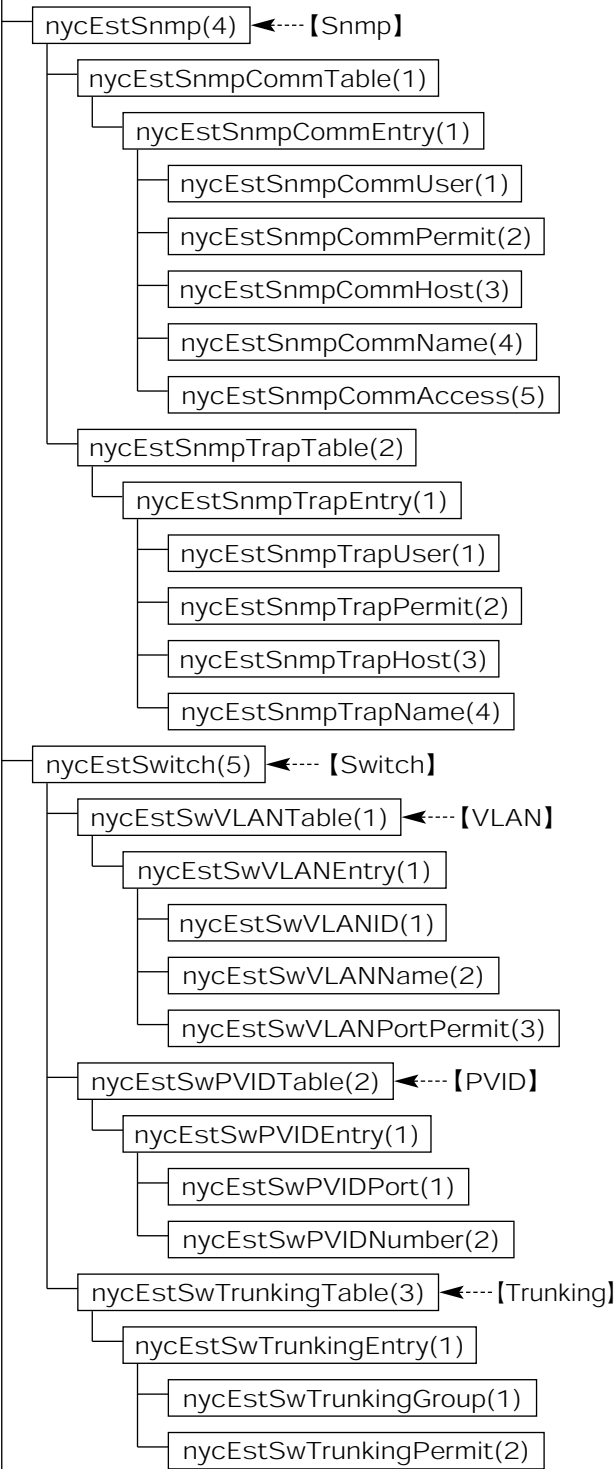 nycEstSnmp(4) 【Snmp】
nycEstSnmpCommTable(1)
nycEstSnmpCommEntry(1)
nycEstSnmpCommUser(1)
nycEstSnmpCommPermit(2)
nycEstSnmpCommHost(3)
nycEstSnmpCommName(4)
nycEstSnmpCommAccess(5)
nycEstSnmpTrapTable(2)
nycEstSnmpTrapEntry(1)
nycEstSnmpTrapUser(1)
nycEstSnmpTrapPermit(2)
nycEstSnmpTrapHost(3)
nycEstSnmpTrapName(4)
nycEstSwitch(5) 【Switch】
nycEstSwVLANTable(1) 【VLAN】
nycEstSwVLANEntry(1)
nycEstSwVLANID(1)
nycEstSwVLANName(2)
nycEstSwVLANPortPermit(3)
nycEstSwPVIDTable(2) 【PVID】
nycEstSwPVIDEntry(1)
nycEstSwPVIDPort(1)
nycEstSwPVIDNumber(2)
nycEstSwTrunkingTable(3) 【Trunking】
nycEstSwTrunkingEntry(1)
nycEstSwTrunkingGroup(1)
nycEstSwTrunkingPermit(2)